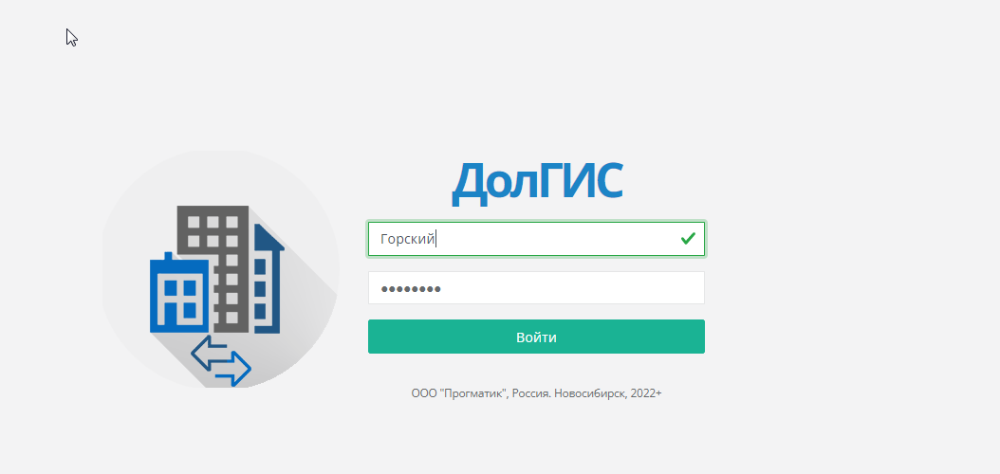 ДолГИС
Горский
●●●●●●●●
Войти
ООО "Прогматик", Россия. Новосибирск, 2022+